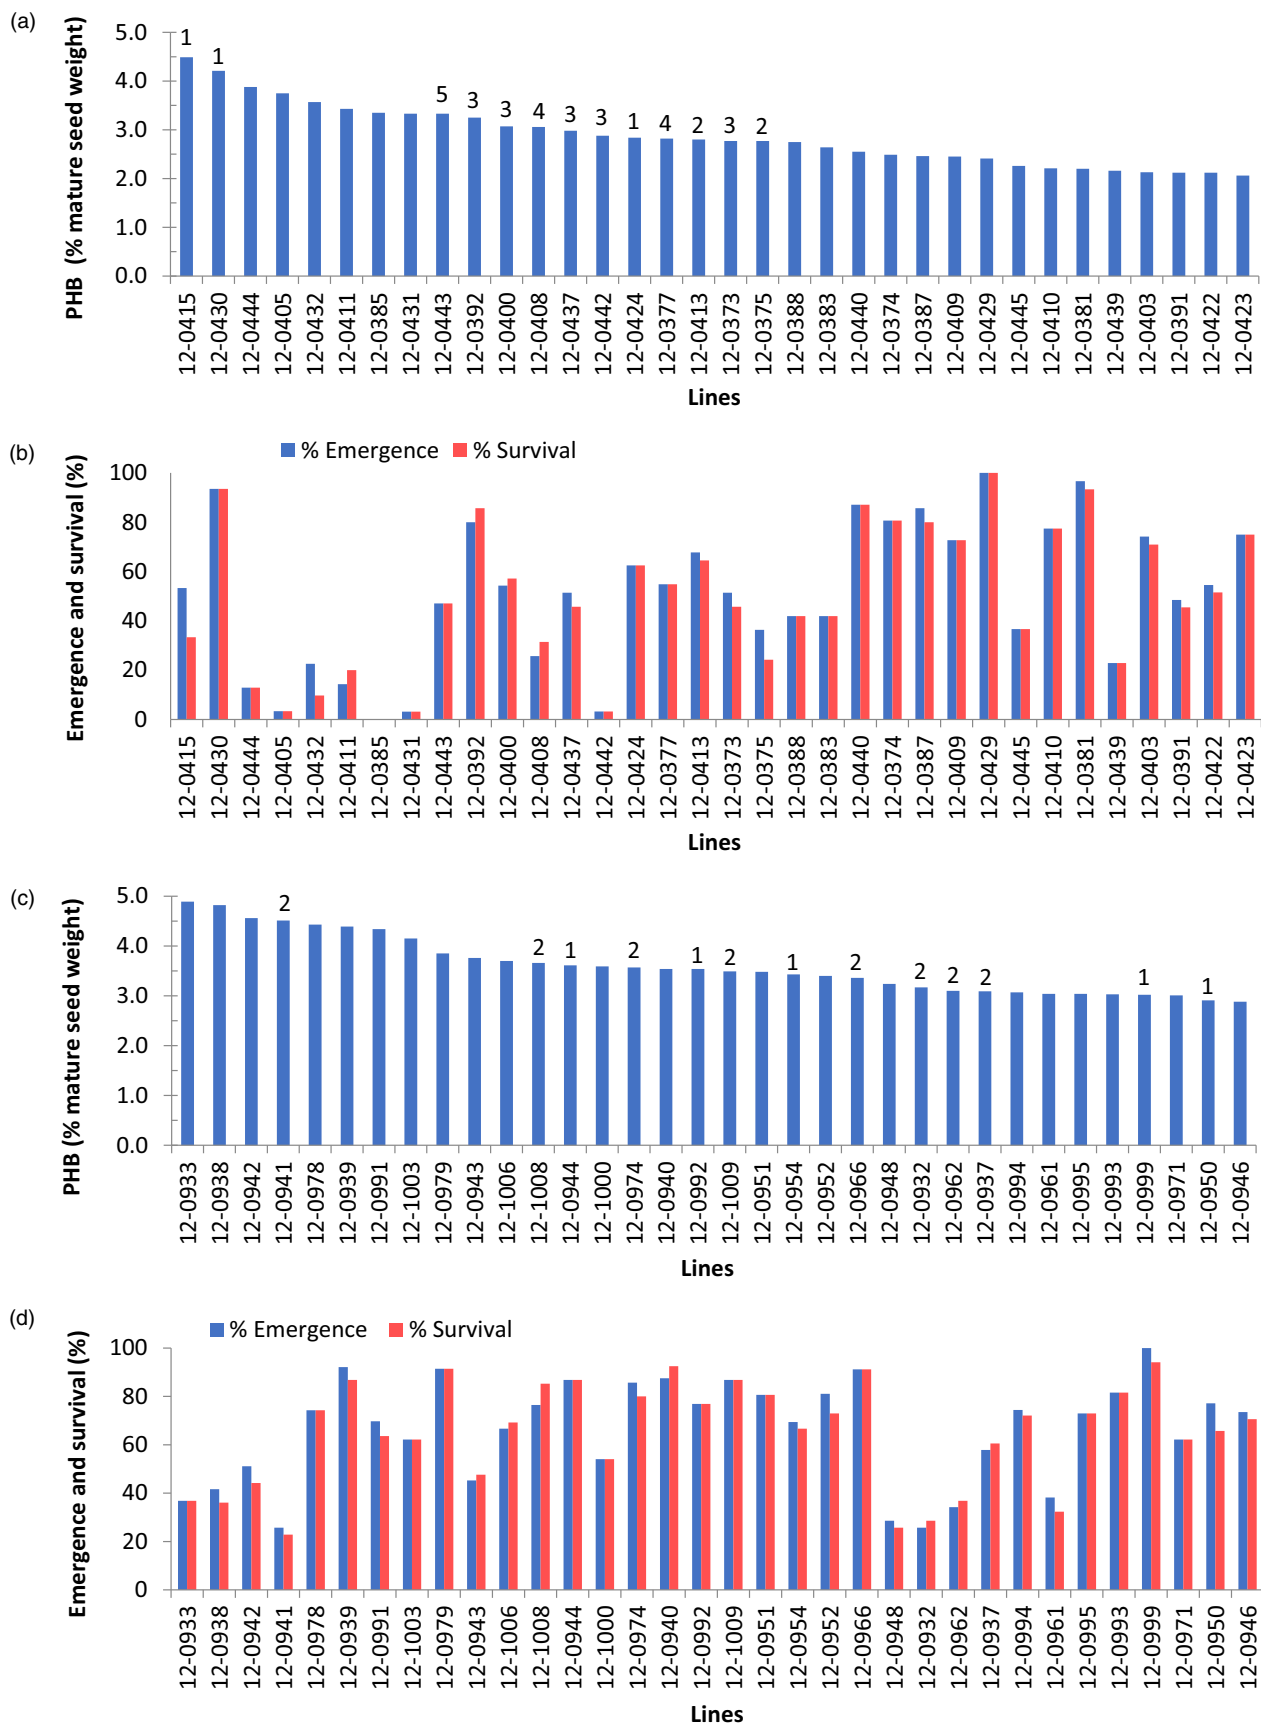 (a)
PHB (% mature seed weight)
5.0
4.0
3.0
2.0
1.0
0.0
1 1 5 3 3 4 3 3 1 4 2 3 2
12-0415 12-0430 12-0444 12-0405 12-0432 12-0411 12-0385 12-0431 12-0443 12-0392 12-0400 12-0408 12-0437 12-0442 12-0424 12-0377 12-0413 12-0373 12-0375 12-0388 12-0383 12-0440 12-0374 12-0387 12-0409 12-0429 12-0445 12-0410 12-0381 12-0439 12-0403 12-0391 12-0422 12-0423
Lines
(b)
% Emergence % Survival
Emergence and survival (%)
100
80
60
40
20
0
12-0415 12-0430 12-0444 12-0405 12-0432 12-0411 12-0385 12-0431 12-0443 12-0392 12-0400 12-0408 12-0437 12-0442 12-0424 12-0377 12-0413 12-0373 12-0375 12-0388 12-0383 12-0440 12-0374 12-0387 12-0409 12-0429 12-0445 12-0410 12-0381 12-0439 12-0403 12-0391 12-0422 12-0423
Lines
(c)
PHB (% mature seed weight)
5.0
4.0
3.0
2.0
1.0
0.0
2 2 1 2 1 2 1 2 2 2 2 1 1
12-0933 12-0938 12-0942 12-0941 12-0978 12-0939 12-0991 12-1003 12-0979 12-0943 12-1006 12-1008 12-0944 12-1000 12-0974 12-0940 12-0992 12-1009 12-0951 12-0954 12-0952 12-0966 12-0948 12-0932 12-0962 12-0937 12-0994 12-0961 12-0995 12-0993 12-0999 12-0971 12-0950 12-0946
Lines
(d)
% Emergence % Survival
Emergence and survival (%)
100
80
60
40
20
0
12-0933 12-0938 12-0942 12-0941 12-0978 12-0939 12-0991 12-1003 12-0979 12-0943 12-1006 12-1008 12-0944 12-1000 12-0974 12-0940 12-0992 12-1009 12-0951 12-0954 12-0952 12-0966 12-0948 12-0932 12-0962 12-0937 12-0994 12-0961 12-0995 12-0993 12-0999 12-0971 12-0950 12-0946
Lines